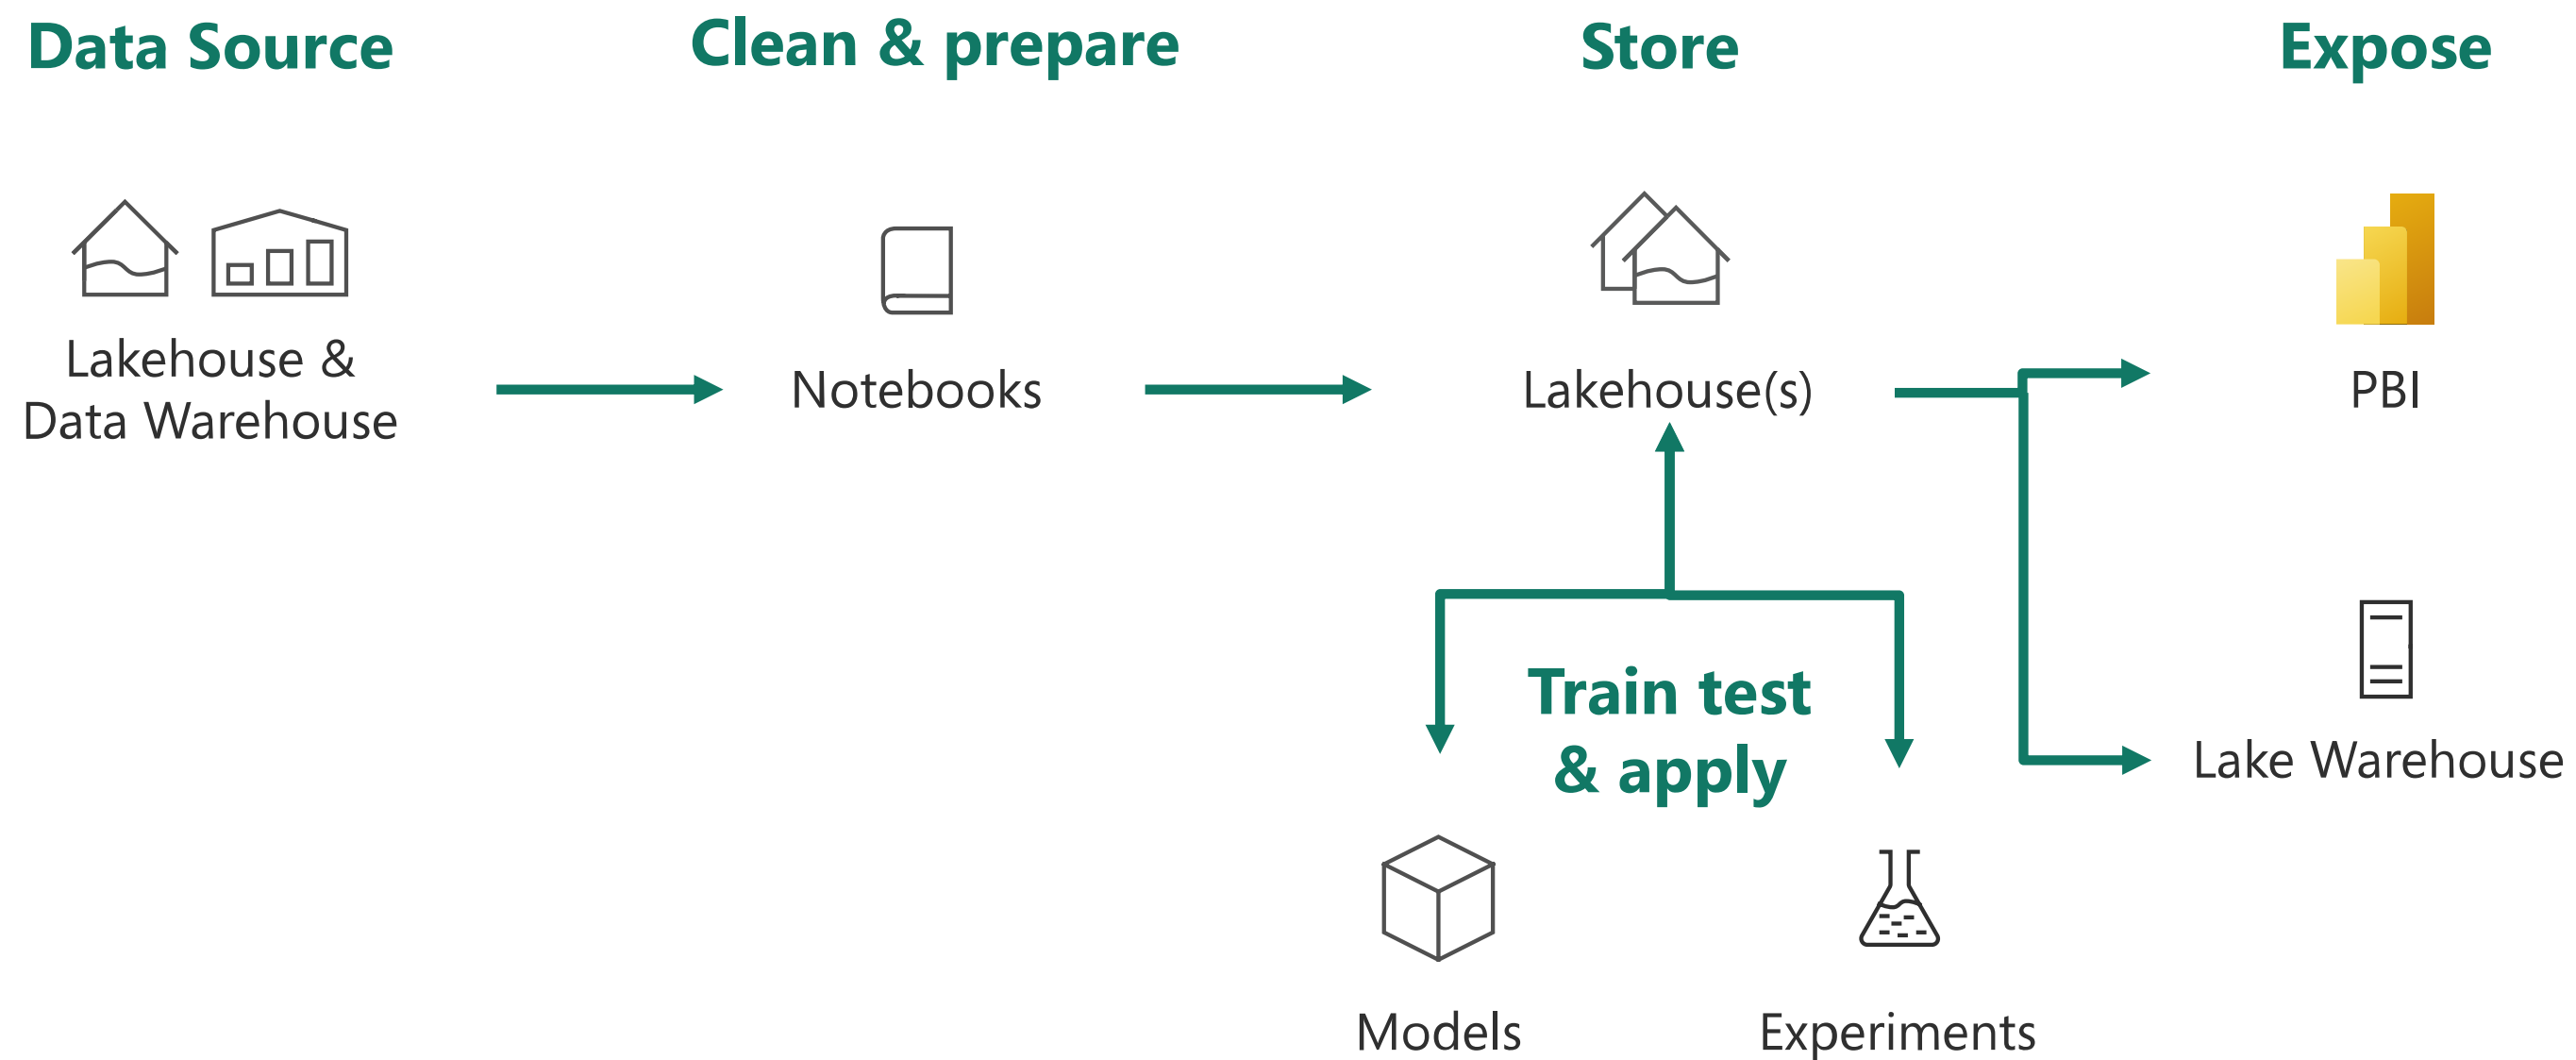 Data Source
Clean & prepare
Store
Expose
Lakehouse &
Data Warehouse
Notebooks
Lakehouse(s)
PBI
Train test
& apply
Lake Warehouse
Models
Experiments